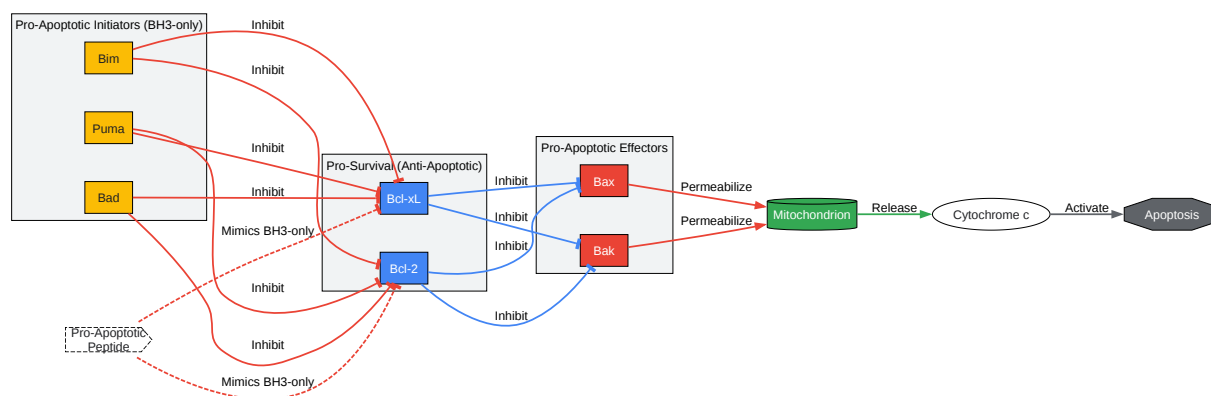 Pro-Apoptotic Initiators (BH3-only)
Bim
Puma
Bad
Pro-Apoptotic
Peptide
Inhibit
Inhibit
Inhibit
Inhibit
Mimics BH3-only
Inhibit
Inhibit
Mimics BH3-only
Pro-Survival (Anti-Apoptotic)
Bcl-xL
Bcl-2
Inhibit
Inhibit
Inhibit
Inhibit
Pro-Apoptotic Effectors
Bax
Bak
Permeabilize
Permeabilize
Mitochondrion
Release
Cytochrome c
Activate
Apoptosis